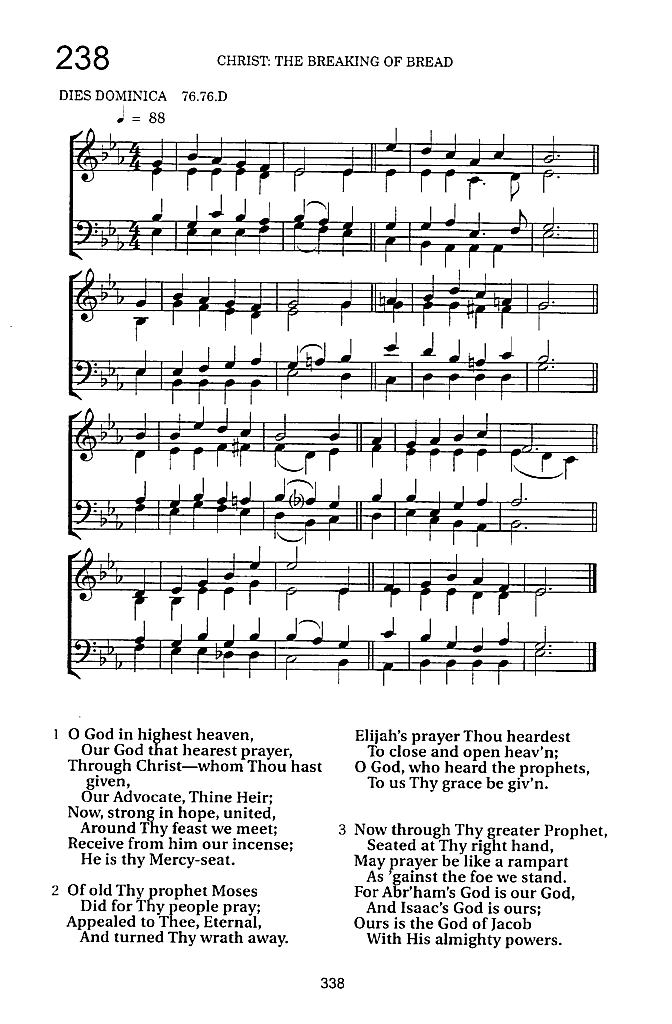 238
CHRIST: THE BREAKING OF BREAD
DIES DOMINICA 76.76.D
♩ = 88
1 O God in highest heaven,
Our God that hearest prayer,
Through Christ—whom Thou hast
given,
Our Advocate, Thine Heir;
Now, strong in hope, united,
Around Thy feast we meet;
Receive from him our incense;
He is thy Mercy-seat.
2 Of old Thy prophet Moses
Did for Thy people pray;
Appealed to Thee, Eternal,
And turned Thy wrath away.
Elijah's prayer Thou heardest
To close and open heav'n;
O God, who heard the prophets,
To us Thy grace be giv'n.
3 Now through Thy greater Prophet,
Seated at Thy right hand,
May prayer be like a rampart
As 'gainst the foe we stand.
For Abr'ham's God is our God,
And Isaac's God is ours;
Ours is the God of Jacob
With His almighty powers.
338